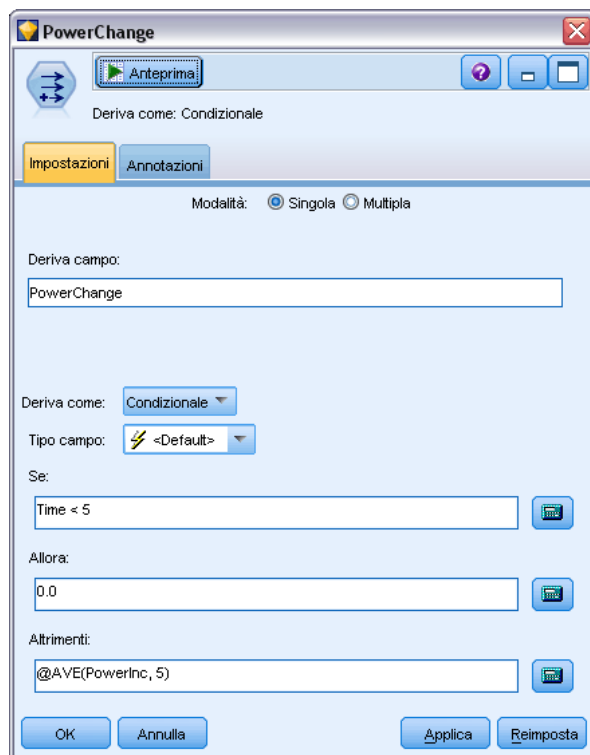 PowerChange
Anteprima
Deriva come: Condizionale
Impostazioni Annotazioni
Modalità: Singola Multipla
Deriva campo:
PowerChange
Deriva come: Condizionale
Tipo campo: <Default>
Se:
Time < 5
Allora:
0.0
Altrimenti:
@AVE(PowerInc, 5)
OK Annulla Applica Reimposta